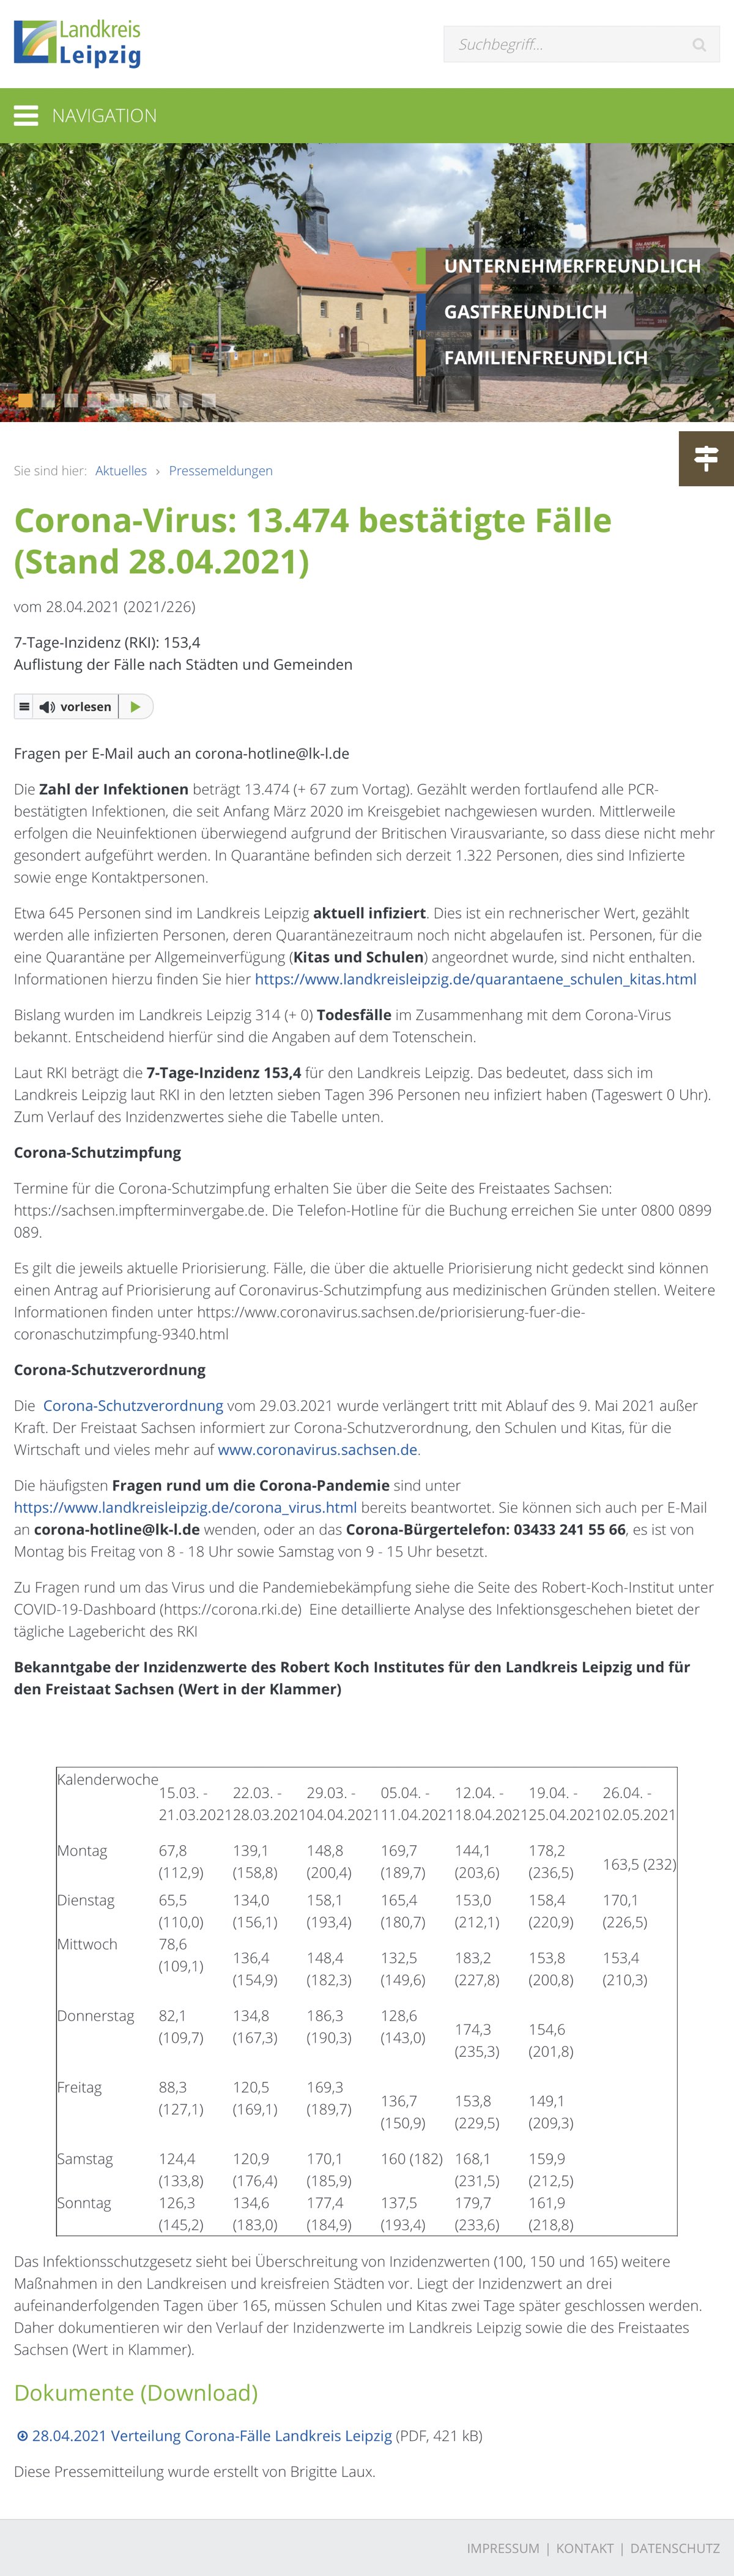 Landkreis
Leipzig
Suchbegriff...
NAVIGATION
UNTERNEHMERFREUNDLICH
GASTFREUNDLICH
FAMILIENFREUNDLICH
Sie sind hier: Aktuelles › Pressemeldungen
Corona-Virus: 13.474 bestätigte Fälle
(Stand 28.04.2021)
vom 28.04.2021 (2021/226)
7-Tage-Inzidenz (RKI): 153,4
Auflistung der Fälle nach Städten und Gemeinden
vorlesen
Fragen per E-Mail auch an corona-hotline@lk-l.de
Die Zahl der Infektionen beträgt 13.474 (+ 67 zum Vortag). Gezählt werden fortlaufend alle PCR-
bestätigten Infektionen, die seit Anfang März 2020 im Kreisgebiet nachgewiesen wurden. Mittlerweile
erfolgen die Neuinfektionen überwiegend aufgrund der Britischen Virausvariante, so dass diese nicht mehr
gesondert aufgeführt werden. In Quarantäne befinden sich derzeit 1.322 Personen, dies sind Infizierte
sowie enge Kontaktpersonen.
Etwa 645 Personen sind im Landkreis Leipzig aktuell infiziert. Dies ist ein rechnerischer Wert, gezählt
werden alle infizierten Personen, deren Quarantänezeitraum noch nicht abgelaufen ist. Personen, für die
eine Quarantäne per Allgemeinverfügung (Kitas und Schulen) angeordnet wurde, sind nicht enthalten.
Informationen hierzu finden Sie hier https://www.landkreisleipzig.de/quarantaene_schulen_kitas.html
Bislang wurden im Landkreis Leipzig 314 (+ 0) Todesfälle im Zusammenhang mit dem Corona-Virus
bekannt. Entscheidend hierfür sind die Angaben auf dem Totenschein.
Laut RKI beträgt die 7-Tage-Inzidenz 153,4 für den Landkreis Leipzig. Das bedeutet, dass sich im
Landkreis Leipzig laut RKI in den letzten sieben Tagen 396 Personen neu infiziert haben (Tageswert 0 Uhr).
Zum Verlauf des Inzidenzwertes siehe die Tabelle unten.
Corona-Schutzimpfung
Termine für die Corona-Schutzimpfung erhalten Sie über die Seite des Freistaates Sachsen:
https://sachsen.impfterminvergabe.de. Die Telefon-Hotline für die Buchung erreichen Sie unter 0800 0899
089.
Es gilt die jeweils aktuelle Priorisierung. Fälle, die über die aktuelle Priorisierung nicht gedeckt sind können
einen Antrag auf Priorisierung auf Coronavirus-Schutzimpfung aus medizinischen Gründen stellen. Weitere
Informationen finden unter https://www.coronavirus.sachsen.de/priorisierung-fuer-die-
coronaschutzimpfung-9340.html
Corona-Schutzverordnung
Die  Corona-Schutzverordnung vom 29.03.2021 wurde verlängert tritt mit Ablauf des 9. Mai 2021 außer
Kraft. Der Freistaat Sachsen informiert zur Corona-Schutzverordnung, den Schulen und Kitas, für die
Wirtschaft und vieles mehr auf www.coronavirus.sachsen.de.
Die häufigsten Fragen rund um die Corona-Pandemie sind unter
https://www.landkreisleipzig.de/corona_virus.html bereits beantwortet. Sie können sich auch per E-Mail
an corona-hotline@lk-l.de wenden, oder an das Corona-Bürgertelefon: 03433 241 55 66, es ist von
Montag bis Freitag von 8 - 18 Uhr sowie Samstag von 9 - 15 Uhr besetzt.
Zu Fragen rund um das Virus und die Pandemiebekämpfung siehe die Seite des Robert-Koch-Institut unter
COVID-19-Dashboard (https://corona.rki.de)  Eine detaillierte Analyse des Infektionsgeschehen bietet der
tägliche Lagebericht des RKI
Bekanntgabe der Inzidenzwerte des Robert Koch Institutes für den Landkreis Leipzig und für
den Freistaat Sachsen (Wert in der Klammer)
Kalenderwoche 15.03. - 22.03. - 29.03. - 05.04. - 12.04. - 19.04. - 26.04. -
21.03.2021 28.03.2021 04.04.2021 11.04.2021 18.04.2021 25.04.2021 02.05.2021
Montag 67,8 139,1 148,8 169,7 144,1 178,2 163,5 (232)
(112,9) (158,8) (200,4) (189,7) (203,6) (236,5)
Dienstag 65,5 134,0 158,1 165,4 153,0 158,4 170,1
(110,0) (156,1) (193,4) (180,7) (212,1) (220,9) (226,5)
Mittwoch 78,6 136,4 148,4 132,5 183,2 153,8 153,4
(109,1) (154,9) (182,3) (149,6) (227,8) (200,8) (210,3)
Donnerstag 82,1 134,8 186,3 128,6 174,3 154,6
(109,7) (167,3) (190,3) (143,0) (235,3) (201,8)
Freitag 88,3 120,5 169,3 136,7 153,8 149,1
(127,1) (169,1) (189,7) (150,9) (229,5) (209,3)
Samstag 124,4 120,9 170,1 160 (182) 168,1 159,9
(133,8) (176,4) (185,9) (231,5) (212,5)
Sonntag 126,3 134,6 177,4 137,5 179,7 161,9
(145,2) (183,0) (184,9) (193,4) (233,6) (218,8)
Das Infektionsschutzgesetz sieht bei Überschreitung von Inzidenzwerten (100, 150 und 165) weitere
Maßnahmen in den Landkreisen und kreisfreien Städten vor. Liegt der Inzidenzwert an drei
aufeinanderfolgenden Tagen über 165, müssen Schulen und Kitas zwei Tage später geschlossen werden.
Daher dokumentieren wir den Verlauf der Inzidenzwerte im Landkreis Leipzig sowie die des Freistaates
Sachsen (Wert in Klammer).
Dokumente (Download)
28.04.2021 Verteilung Corona-Fälle Landkreis Leipzig (PDF, 421 kB)
Diese Pressemitteilung wurde erstellt von Brigitte Laux.
IMPRESSUM | KONTAKT | DATENSCHUTZ